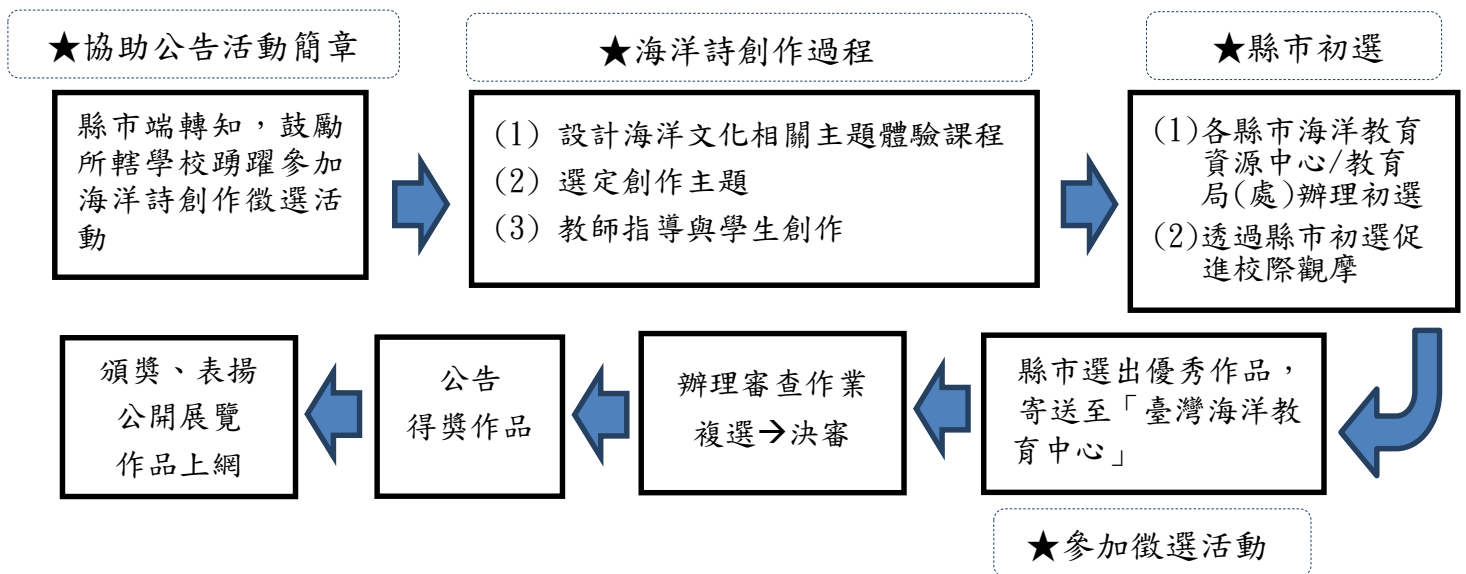 ★協助公告活動簡章
縣市端轉知，鼓勵
所轄學校踴躍參加
海洋詩創作徵選活
動
★海洋詩創作過程
(1) 設計海洋文化相關主題體驗課程
(2) 選定創作主題
(3) 教師指導與學生創作
★縣市初選
(1)各縣市海洋教育
資源中心/教育
局(處)辦理初選
(2)透過縣市初選促
進校際觀摩
縣市選出優秀作品，
寄送至「臺灣海洋教
育中心」
★參加徵選活動
辦理審查作業
複選→決審
公告
得獎作品
頒獎、表揚
公開展覽
作品上網